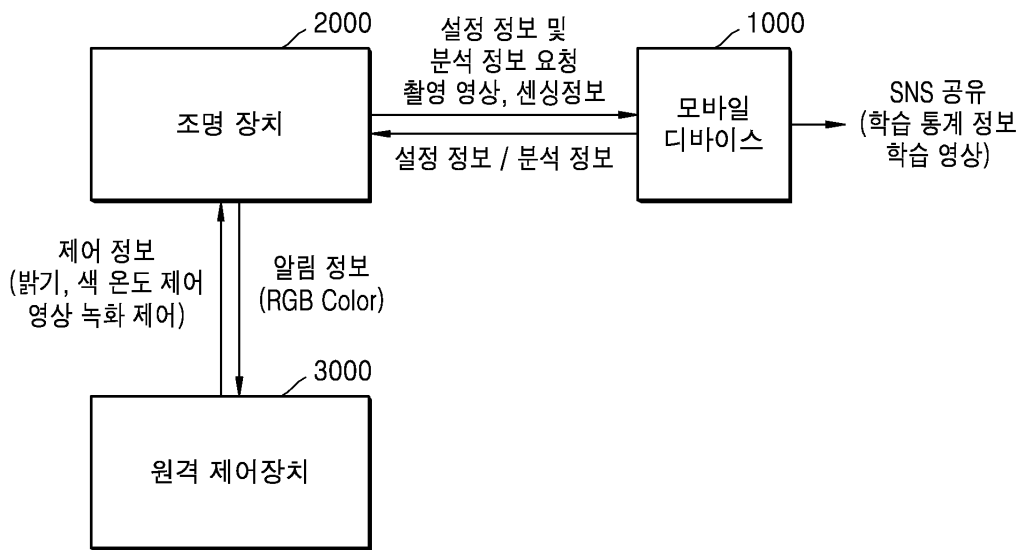 2000
조명 장치
설정 정보 및
분석 정보 요청
촬영 영상, 센싱정보
설정 정보 / 분석 정보
1000
모바일
디바이스
SNS 공유
(학습 통계 정보
학습 영상)
제어 정보
(밝기, 색 온도 제어
영상 녹화 제어)
알림 정보
(RGB Color)
3000
원격 제어장치